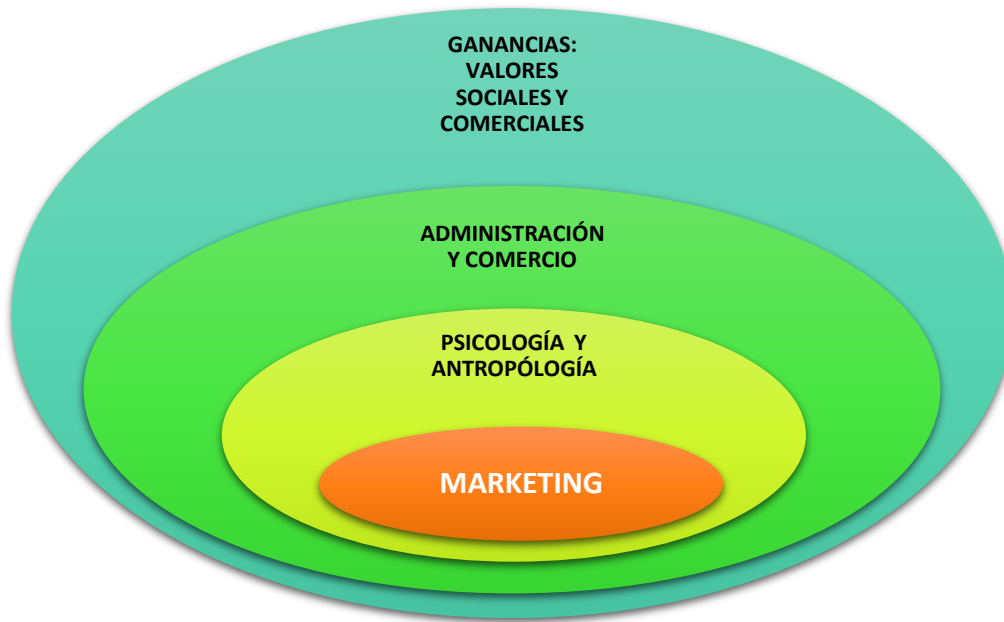 GANANCIAS:
VALORES
SOCIALES Y
COMERCIALES
ADMINISTRACIÓN
Y COMERCIO
PSICOLOGÍA Y
ANTROPÓLOGÍA
MARKETING